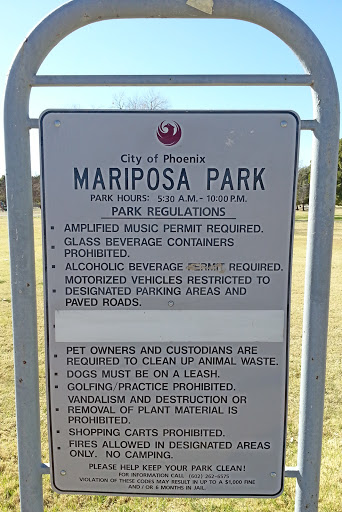 City of Phoenix
MARIPOSA PARK
PARK HOURS: 5:30 A.M. - 10:00 P.M.
PARK REGULATIONS
▪ AMPLIFIED MUSIC PERMIT REQUIRED.
▪ GLASS BEVERAGE CONTAINERS
PROHIBITED.
▪ ALCOHOLIC BEVERAGE PERMIT REQUIRED.
▪ MOTORIZED VEHICLES RESTRICTED TO
DESIGNATED PARKING AREAS AND
PAVED ROADS.
▪ PET OWNERS AND CUSTODIANS ARE
REQUIRED TO CLEAN UP ANIMAL WASTE.
▪ DOGS MUST BE ON A LEASH.
▪ GOLFING/PRACTICE PROHIBITED.
▪ VANDALISM AND DESTRUCTION OR
REMOVAL OF PLANT MATERIAL IS
PROHIBITED.
▪ SHOPPING CARTS PROHIBITED.
▪ FIRES ALLOWED IN DESIGNATED AREAS
ONLY. NO CAMPING.
PLEASE HELP KEEP YOUR PARK CLEAN!
FOR INFORMATION CALL (602) 262-6575
VIOLATION OF THESE CODES MAY RESULT IN UP TO A $1,000 FINE
AND/OR 6 MONTHS IN JAIL.